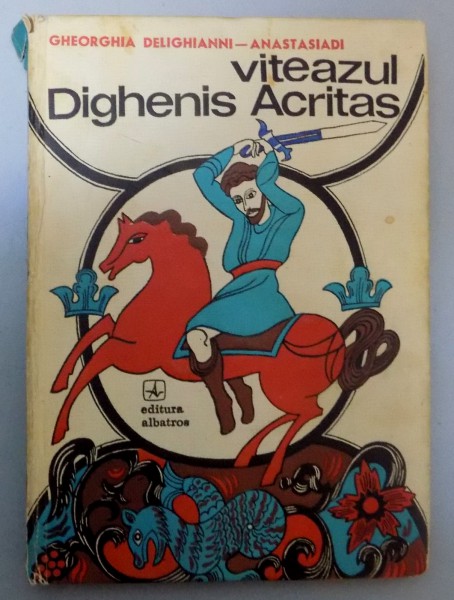 GHEORGHIA DELIGHIANNI—ANASTASIADI
viteazul
Dighenis Acritas
editura
albatros